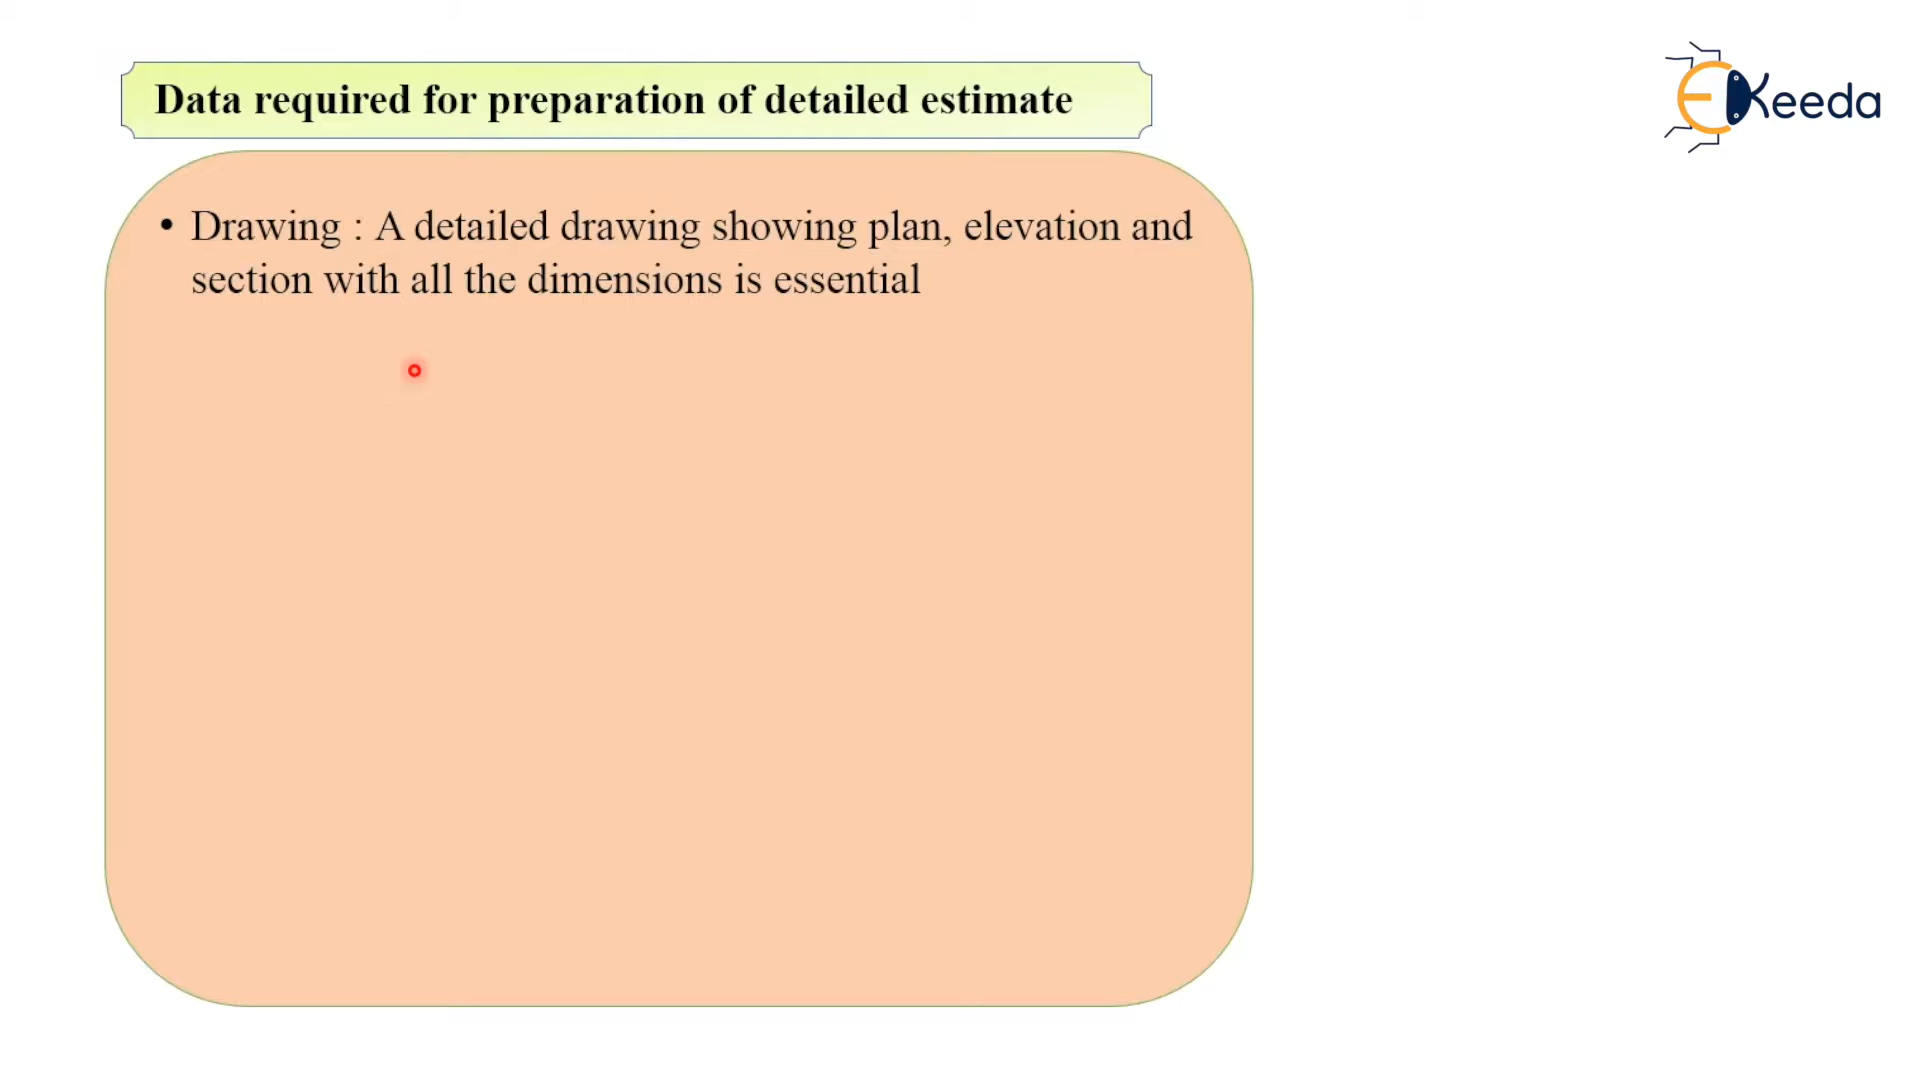 Data required for preparation of detailed estimate
EKeeda
• Drawing : A detailed drawing showing plan, elevation and
section with all the dimensions is essential